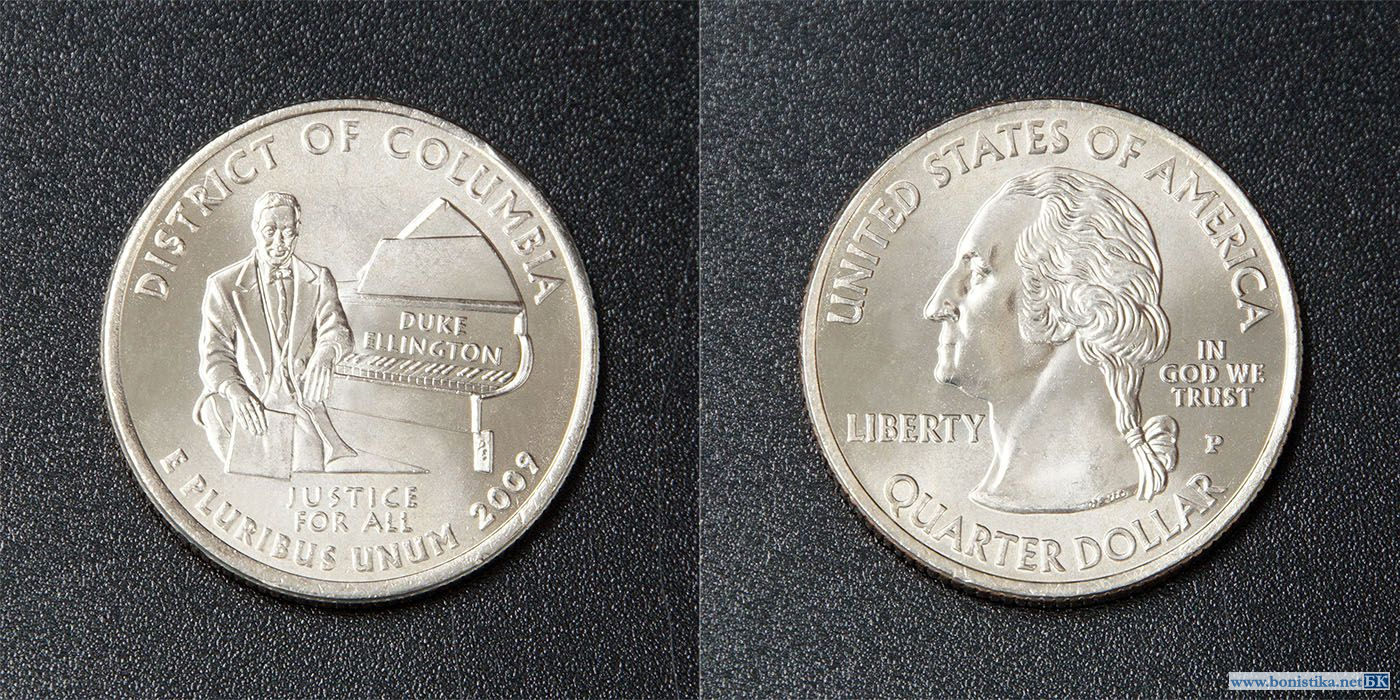 DISTRICT OF COLUMBIA
DUKE
ELLINGTON
JUSTICE
FOR ALL
E PLURIBUS UNUM 2009
UNITED STATES OF AMERICA
IN
GOD WE
TRUST
LIBERTY
P
QUARTER DOLLAR
www.bonistika.net БК